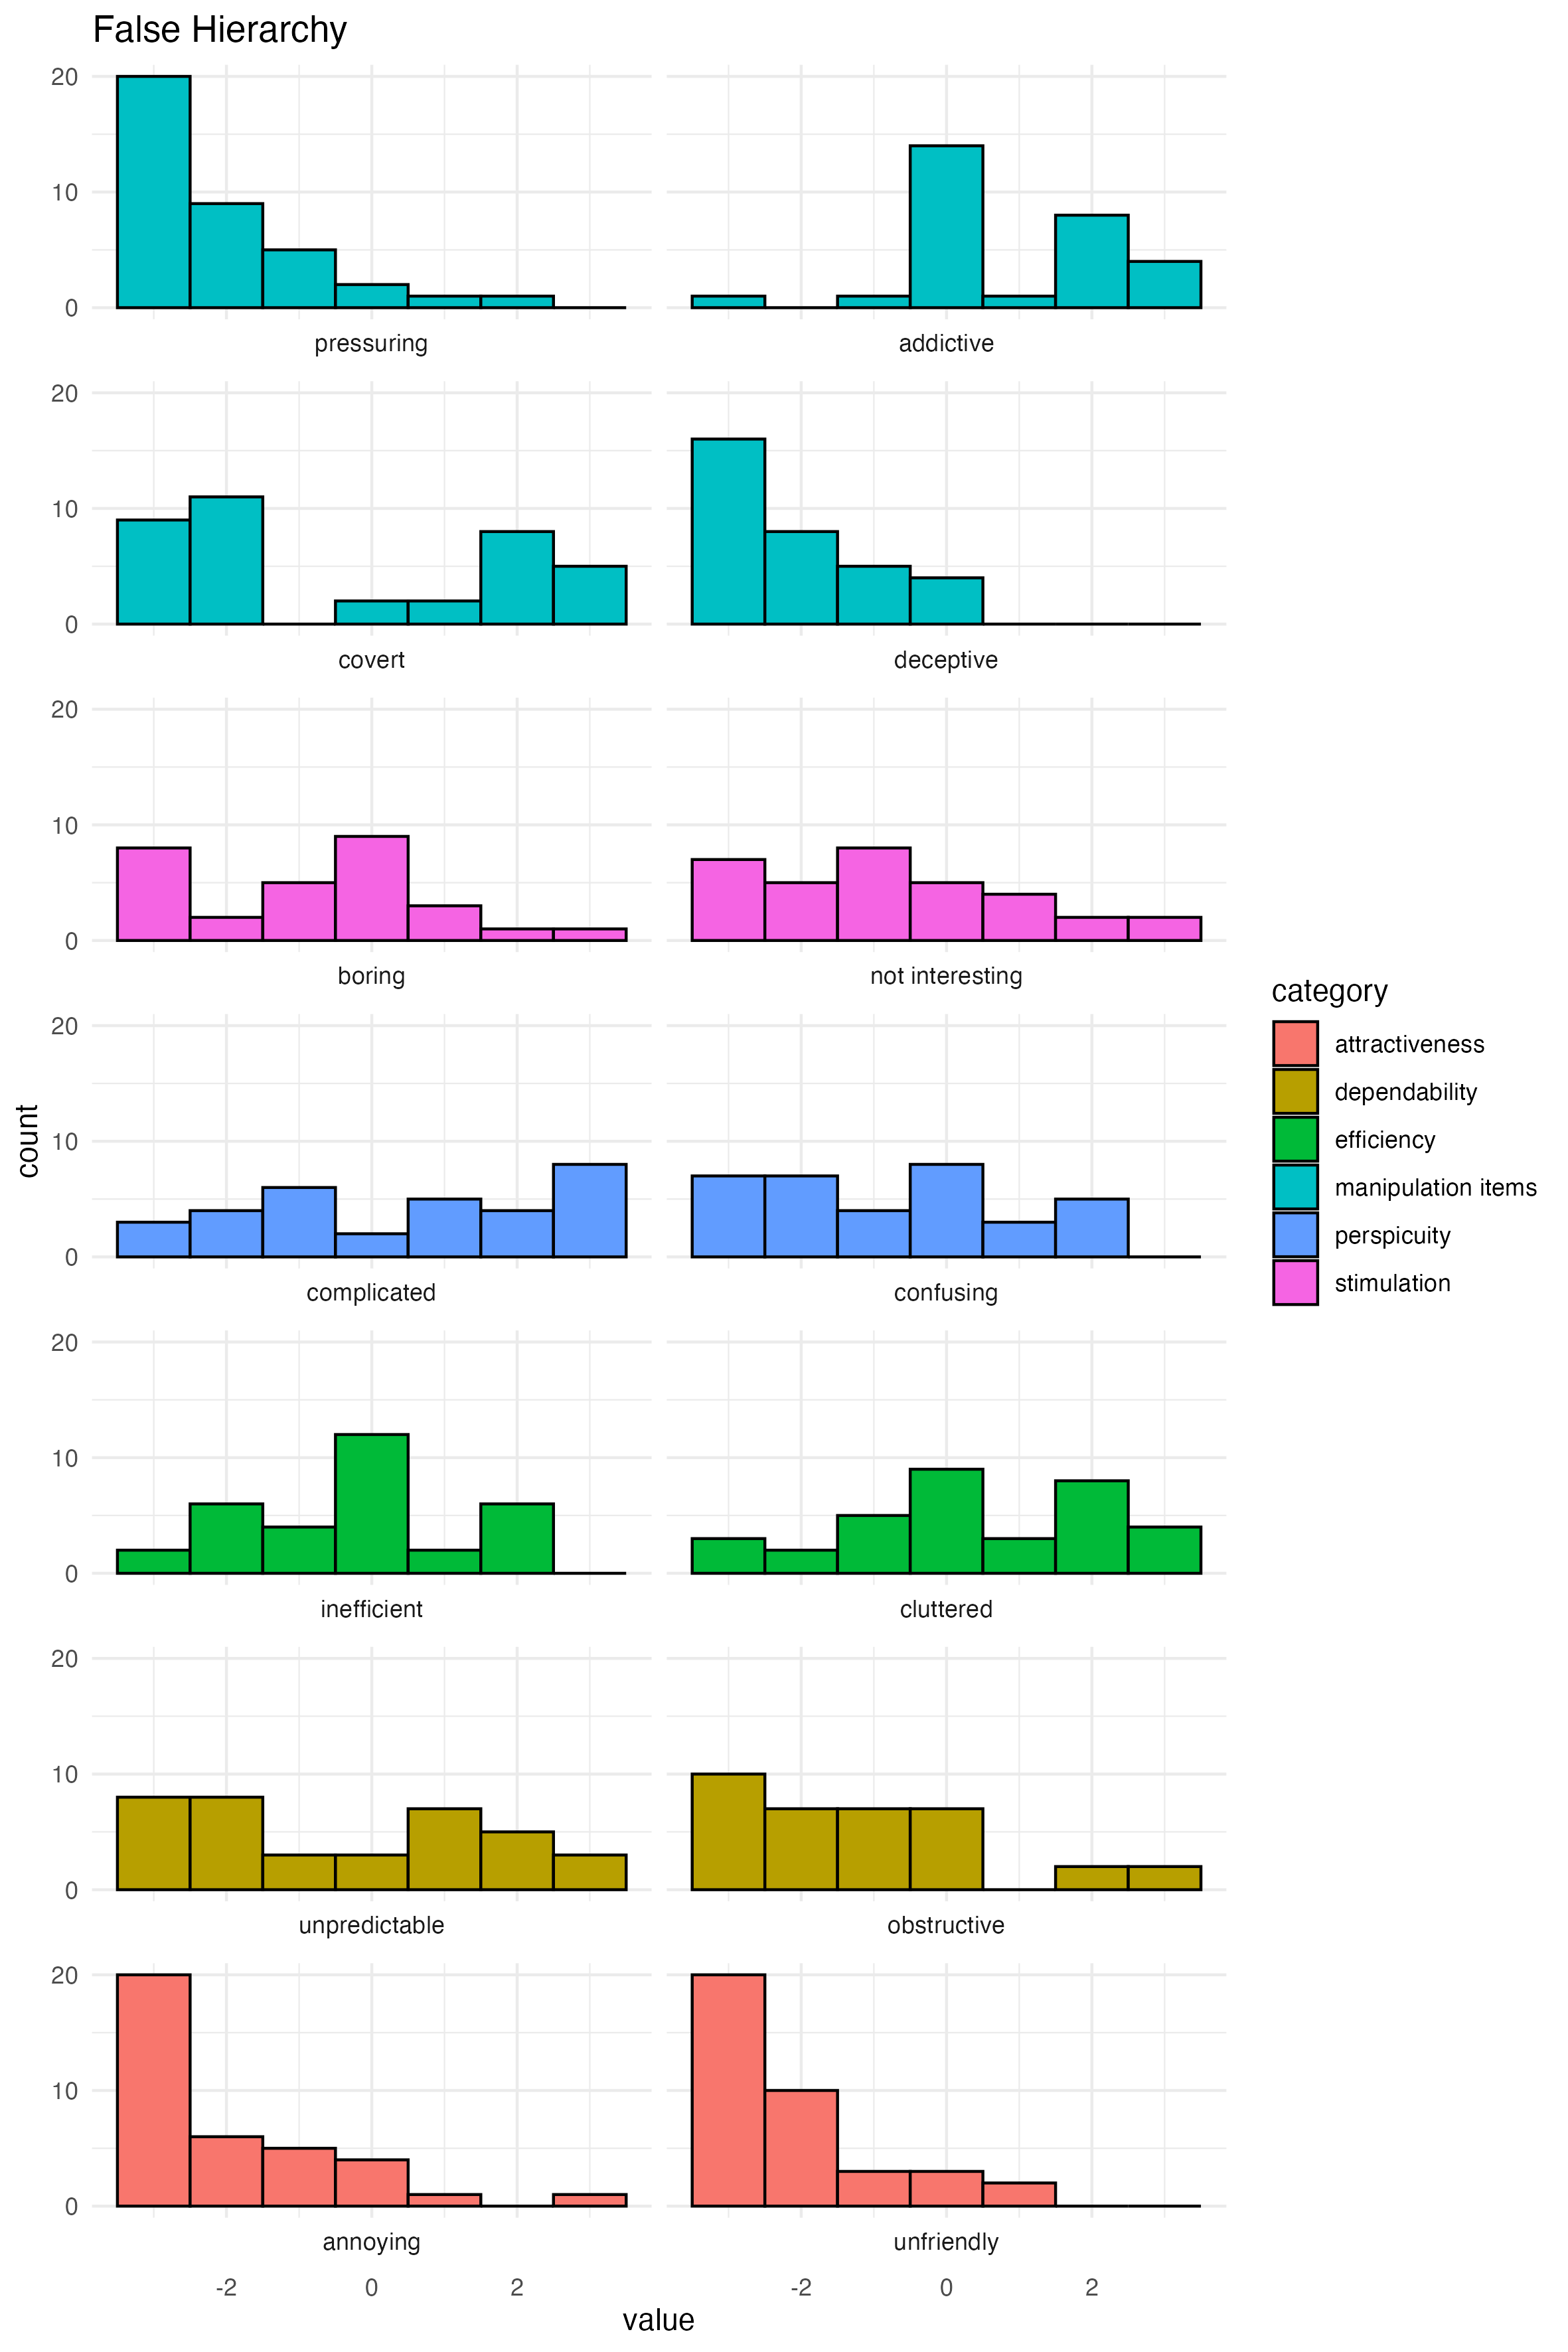 False Hierarchy
20
10
0
pressuring
addictive
20
10
0
covert
deceptive
20
10
0
boring
not interesting
20
10
0
complicated
confusing
20
10
0
inefficient
cluttered
20
10
0
unpredictable
obstructive
20
10
0
annoying
unfriendly
-2 0 2
-2 0 2
value
count
category
attractiveness
dependability
efficiency
manipulation items
perspicuity
stimulation